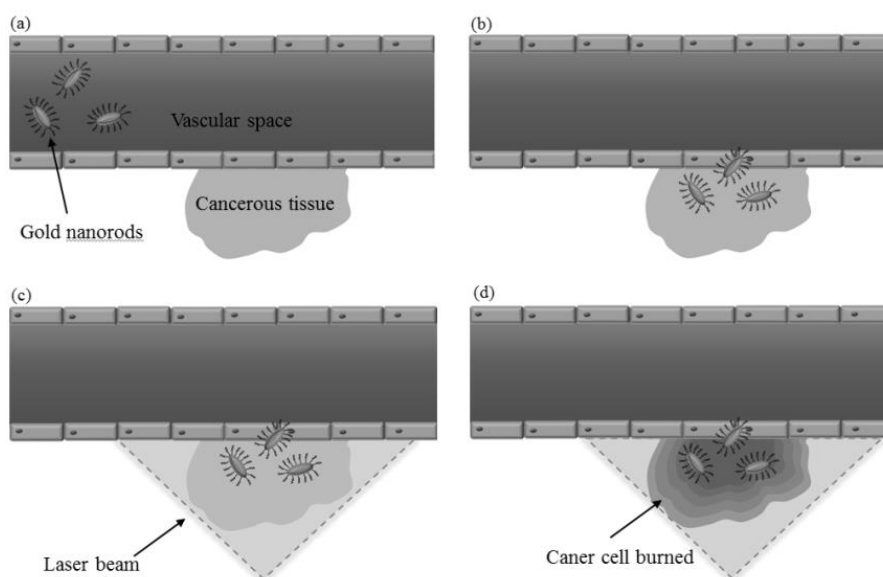 (a)
(b)
Vascular space
Cancerous tissue
Gold nanorods
(c)
(d)
Laser beam
Caner cell burned